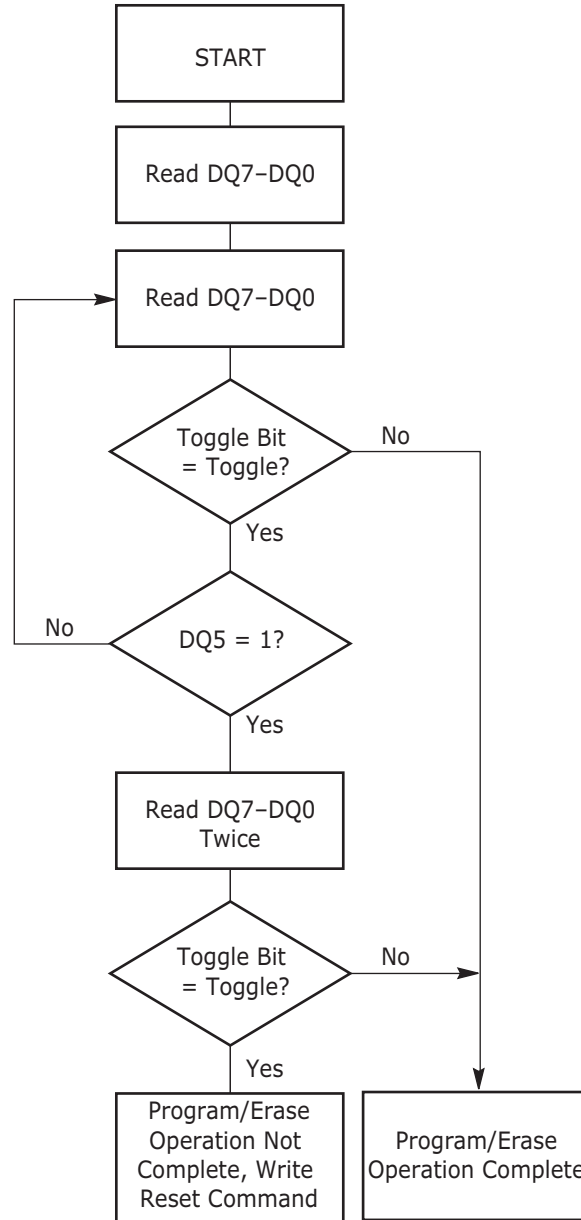 START
Read DQ7–DQ0
Read DQ7–DQ0
Toggle Bit
= Toggle?
No
Yes
No
DQ5 = 1?
Yes
Read DQ7–DQ0
Twice
Toggle Bit
= Toggle?
No
Yes
Program/Erase
Operation Not
Complete, Write
Reset Command
Program/Erase
Operation Complete